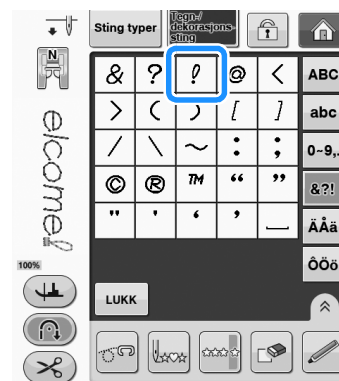 Sting typer
Tegn-/
dekorasjons-
sting
N
& ? ! @ < ABC
> ( ) [ ] abc
/ \ ~ : ; 0~9,.
© ® TM “ ” &?!
" ' ‘ ’ _ ÄÅä
ÔÖö
elcome!
100%
LUKK